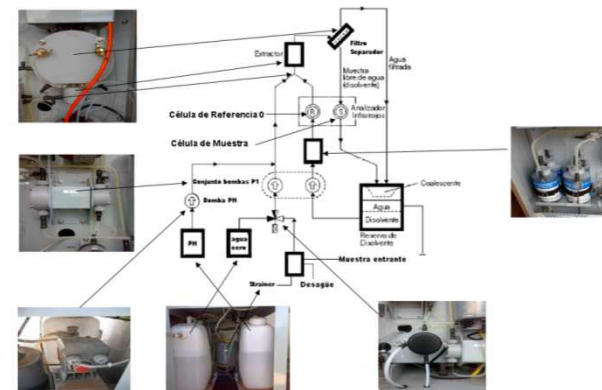 Filtro
Separador
Extractor
Muestra
libre de agua
(disolvente)
Agua
filtrada
Célula de Referencia 0
R
S
Analizador
Infrarrojos
Célula de Muestra
Conjunto bombas P1
Bomba PH
Coalescente
Agua
Disolvente
Reserva de
Disolvente
PH
agua
cero
Muestra entrante
Strainer
Desagüe